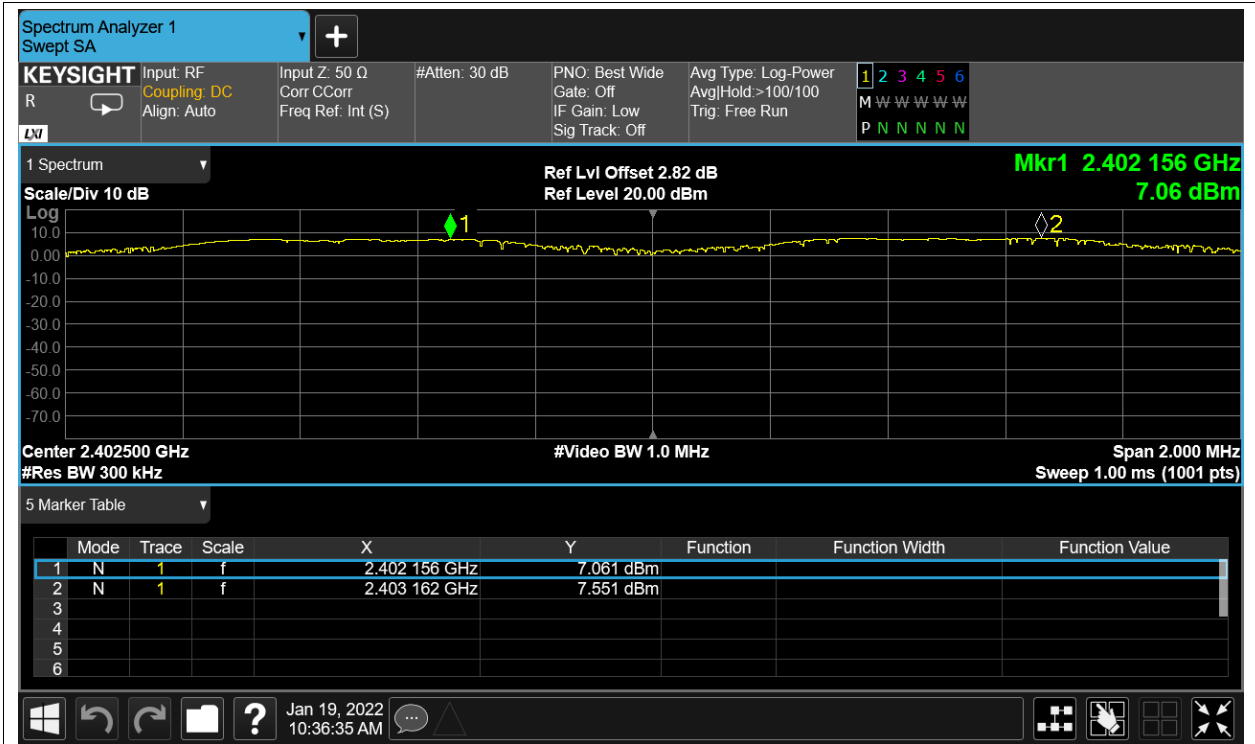 Spectrum Analyzer 1
Swept SA
+
KEYSIGHT Input: RF Input Z: 50 Ω #Atten: 30 dB PNO: Best Wide Avg Type: Log-Power 1 2 3 4 5 6
R Coupling: DC Corr CCorr Gate: Off Avg|Hold:>100/100 M W W W W W
Align: Auto Freq Ref: Int (S) IF Gain: Low Trig: Free Run
LXI Sig Track: Off P N N N N N
1 Spectrum Ref Lvl Offset 2.82 dB Mkr1 2.402 156 GHz
Scale/Div 10 dB Ref Level 20.00 dBm 7.06 dBm
Log
1 2
10.0
0.00
-10.0
-20.0
-30.0
-40.0
-50.0
-60.0
-70.0
Center 2.402500 GHz #Video BW 1.0 MHz Span 2.000 MHz
#Res BW 300 kHz Sweep 1.00 ms (1001 pts)
5 Marker Table
Mode Trace Scale X Y Function Function Width Function Value
1 N 1 f 2.402 156 GHz 7.061 dBm
2 N 1 f 2.403 162 GHz 7.551 dBm
3
4
5
6
? Jan 19, 2022
10:36:35 AM